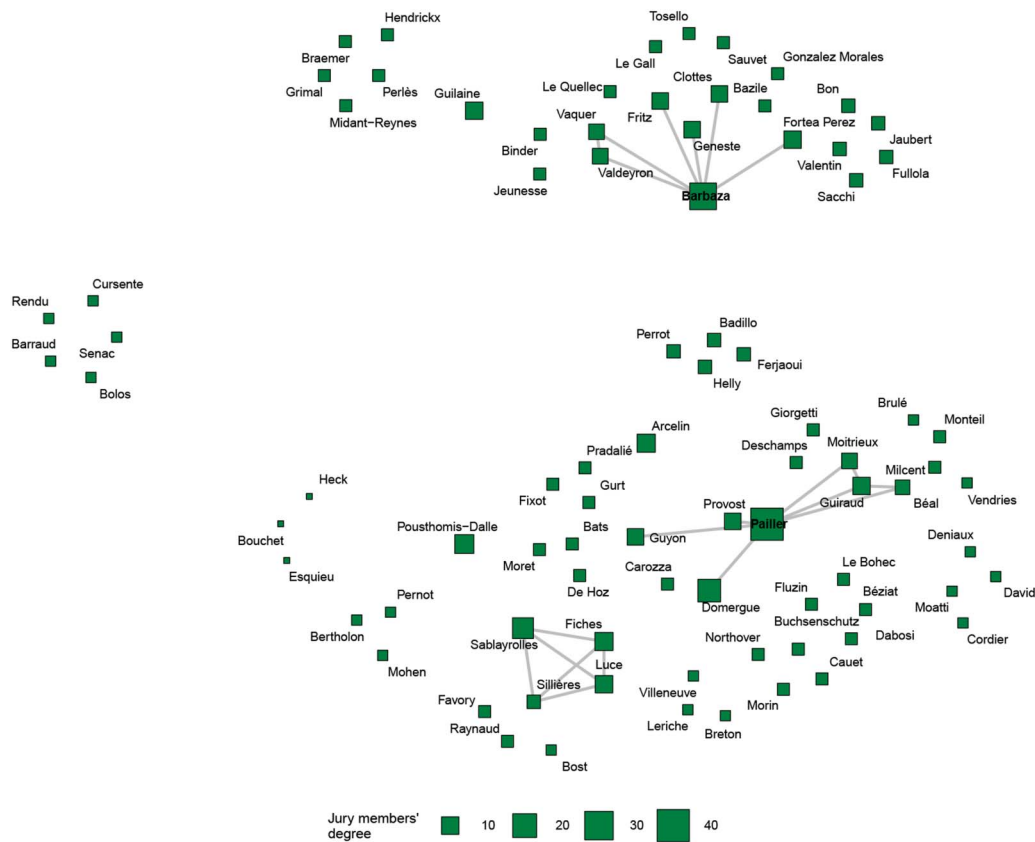 Hendrickx
Braemer
Grimal
Perlès
Midant−Reynes
Guilaine
Tosello
Le Gall
Sauvet
Gonzalez Morales
Clottes
Le Quellec
Bazile
Bon
Vaquer
Fritz
Fortea Perez
Binder
Geneste
Jaubert
Valentin
Fullola
Jeunesse
Valdeyron
Barbaza
Sacchi
Cursente
Rendu
Barraud
Senac
Bolos
Badillo
Perrot
Ferjaoui
Helly
Arcelin
Giorgetti
Brulé
Monteil
Pradalié
Deschamps
Moitrieux
Milcent
Heck
Fixot
Gurt
Provost
Guiraud
Béal
Vendries
Pousthomis−Dalle
Pailler
Bouchet
Bats
Guyon
Deniaux
Moret
Carozza
Le Bohec
Esquieu
De Hoz
Domergue
Fluzin
Béziat
Moatti
David
Pernot
Buchsenschutz
Bertholon
Fiches
Sablayrolles
Northover
Dabosi
Cordier
Mohen
Luce
Cauet
Sillières
Villeneuve
Morin
Favory
Leriche
Breton
Raynaud
Bost
Jury members'
degree
10
20
30
40